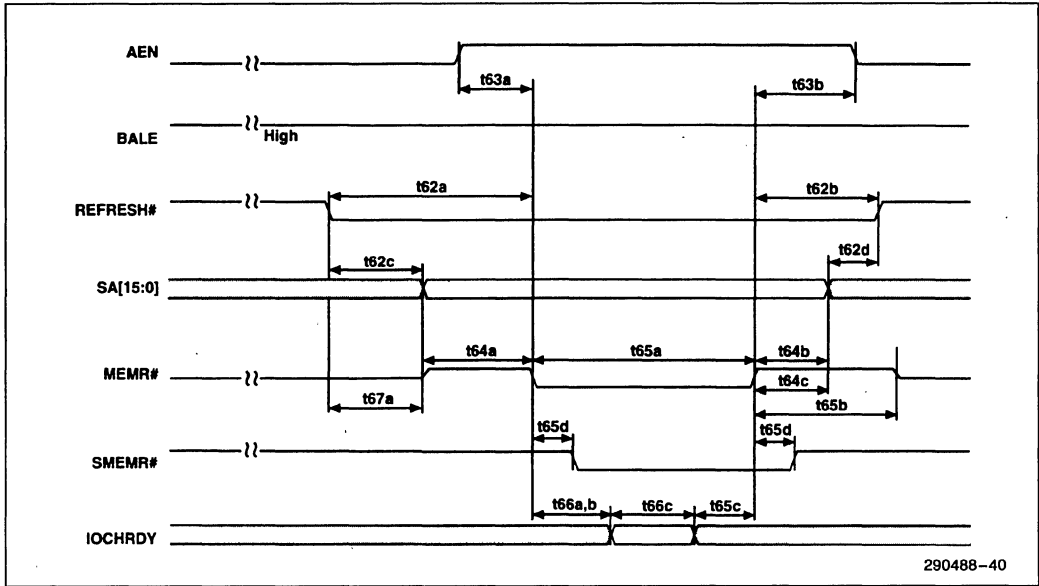 AEN
t63a
t63b
BALE
High
t62a
t62b
REFRESH#
t62c
t62d
SA[15:0]
t64a
t65a
t64b
MEMR#
t67a
t64c
t65b
t65d
t65d
SMEMR#
t66a,b
t66c
t65c
IOCHRDY
290488–40